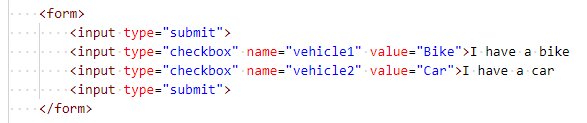 <form>
<input type="submit">
<input type="checkbox" name="vehicle1" value="Bike">I have a bike
<input type="checkbox" name="vehicle2" value="Car">I have a car
<input type="submit">
</form>